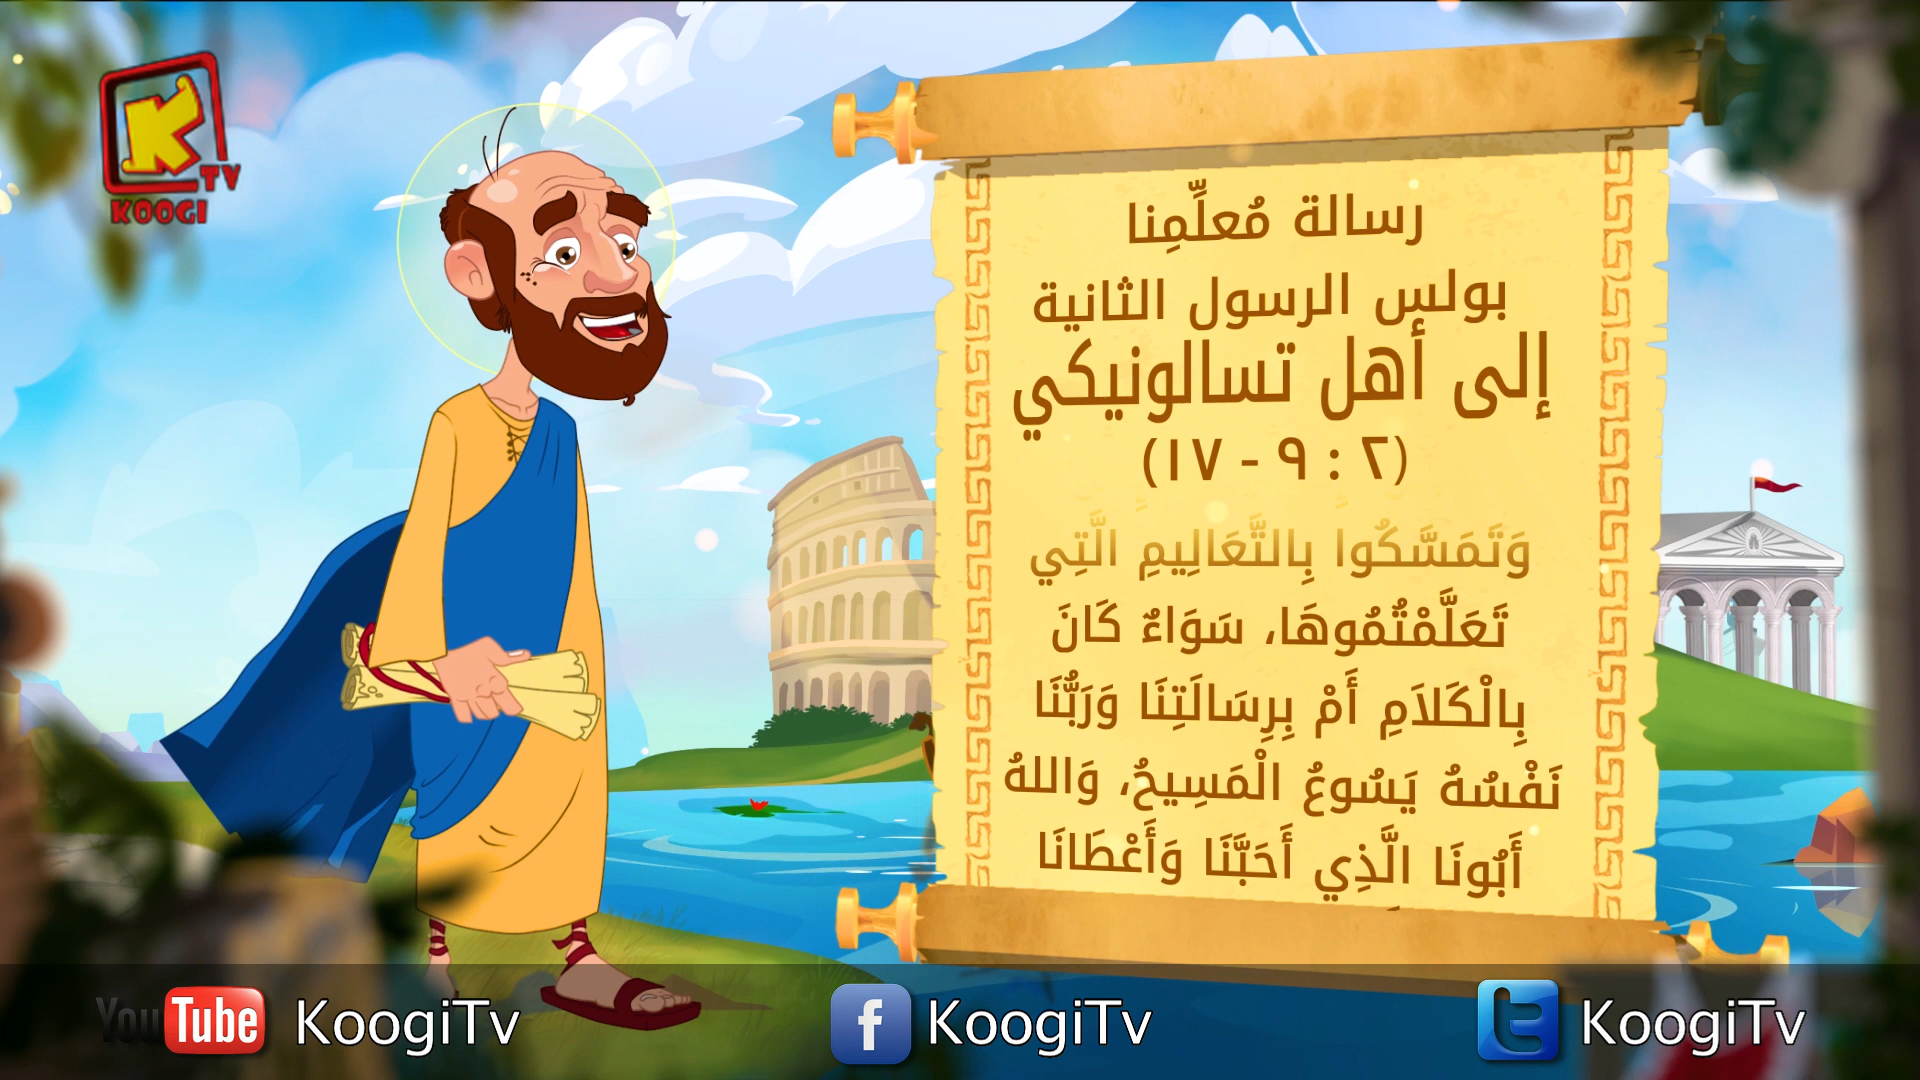 K TV
KOOGI
رسالة مُعلِّمِنا
بولس الرسول الثانية
إلى أهل تسالونيكي
(٢ : ٩ - ١٧)
وَتَمَسَّكُوا بِالتَّعَالِيمِ الَّتِي
تَعَلَّمْتُمُوهَا، سَوَاءٌ كَانَ
بِالْكَلاَمِ أَمْ بِرِسَالَتِنَا وَرَبُّنَا
نَفْسُهُ يَسُوعُ الْمَسِيحُ، وَاللهُ
أَبُونَا الَّذِي أَحَبَّنَا وَأَعْطَانَا
YouTube KoogiTv
f KoogiTv
t KoogiTv